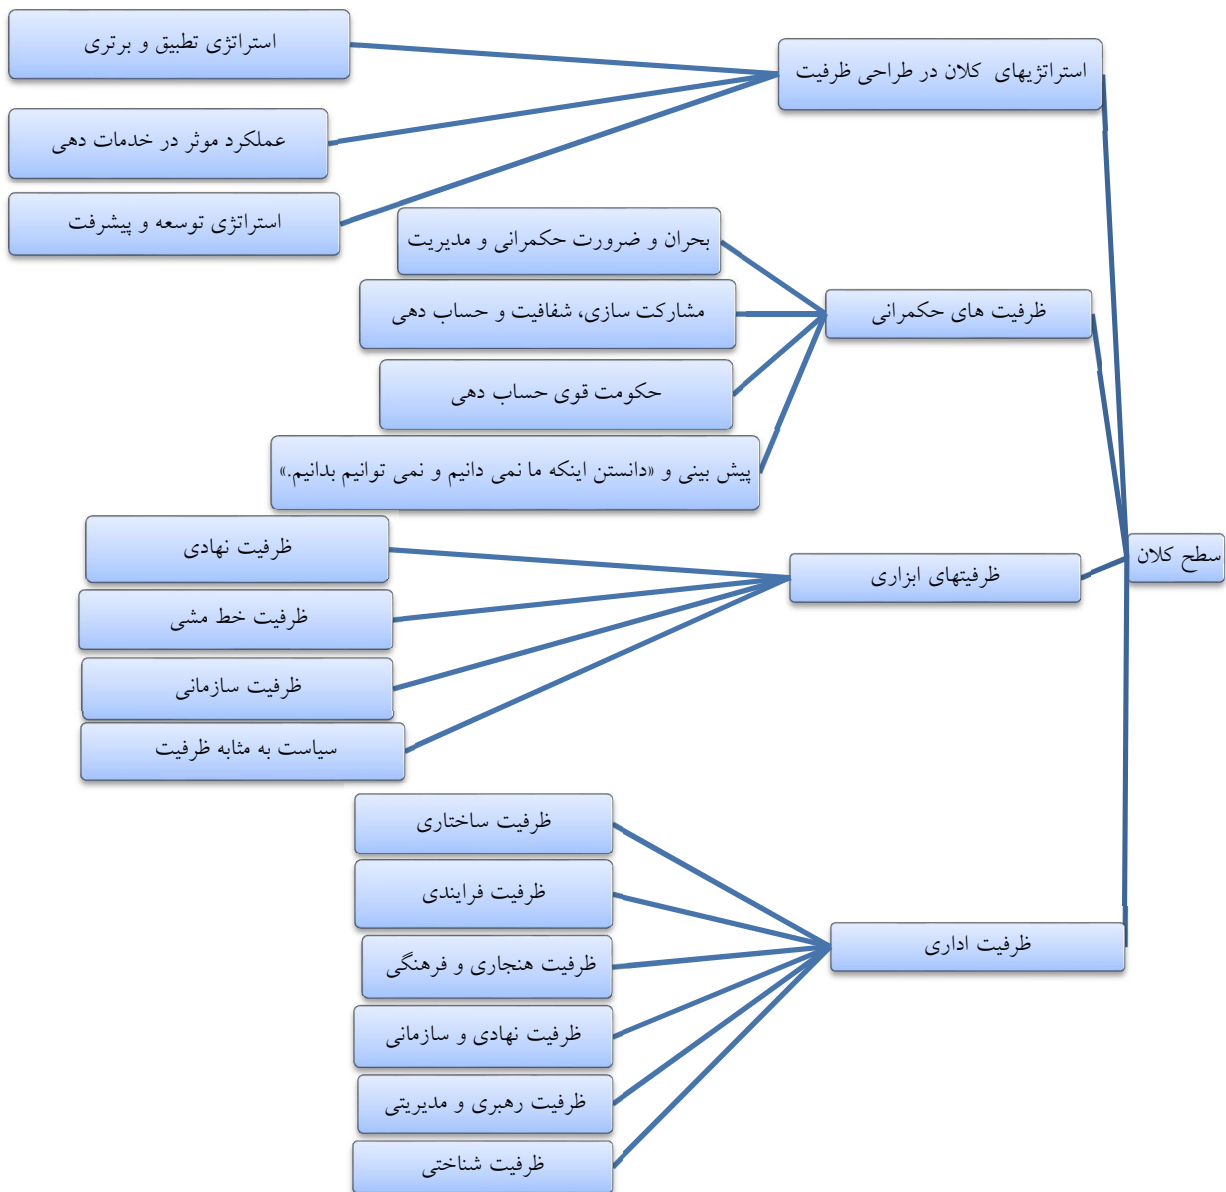 سطح کلان
استراتژیهای کلان در طراحی ظرفیت
استراتژی تطبیق و برتری
عملکرد موثر در خدمات دهی
استراتژی توسعه و پیشرفت
ظرفیت های حکمرانی
بحران و ضرورت حکمرانی و مدیریت
مشارکت سازی، شفافیت و حساب دهی
حکومت قوی حساب دهی
پیش بینی و «دانستن اینکه ما نمی دانیم و نمی توانیم بدانیم.»
ظرفیتهای ابزاری
ظرفیت نهادی
ظرفیت خط مشی
ظرفیت سازمانی
سیاست به مثابه ظرفیت
ظرفیت اداری
ظرفیت ساختاری
ظرفیت فرایندی
ظرفیت هنجاری و فرهنگی
ظرفیت نهادی و سازمانی
ظرفیت رهبری و مدیریتی
ظرفیت شناختی